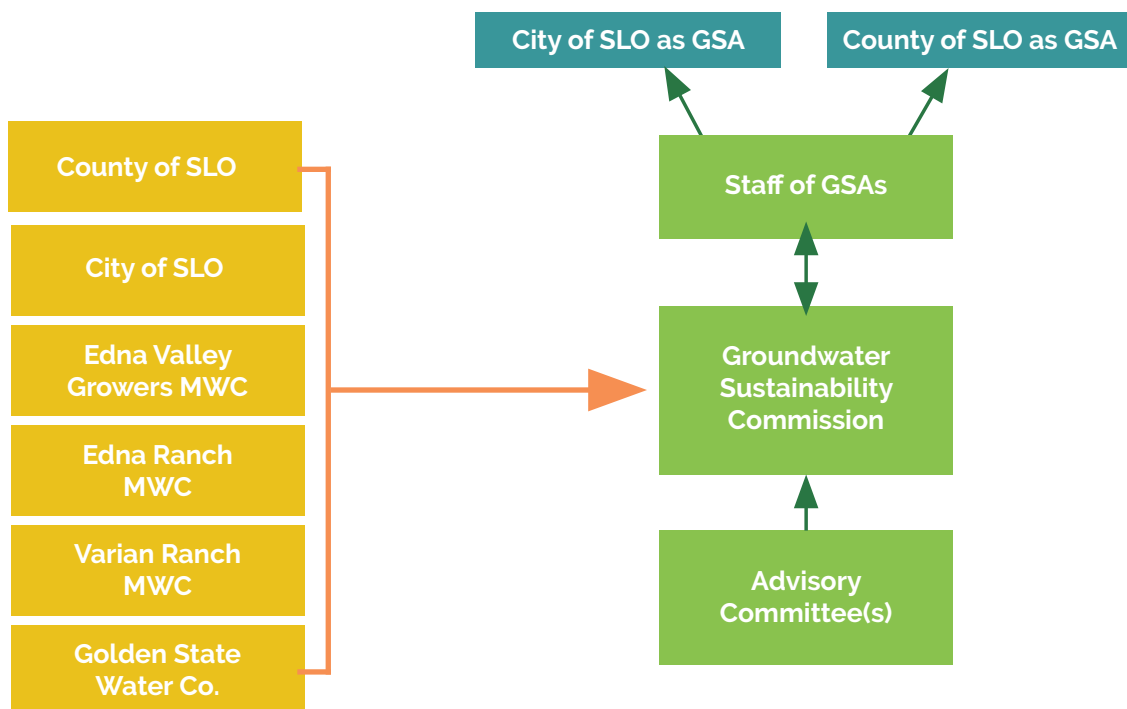 City of SLO as GSA
County of SLO as GSA
County of SLO
City of SLO
Edna Valley
Growers MWC
Edna Ranch
MWC
Varian Ranch
MWC
Golden State
Water Co.
Staff of GSAs
Groundwater
Sustainability
Commission
Advisory
Committee(s)